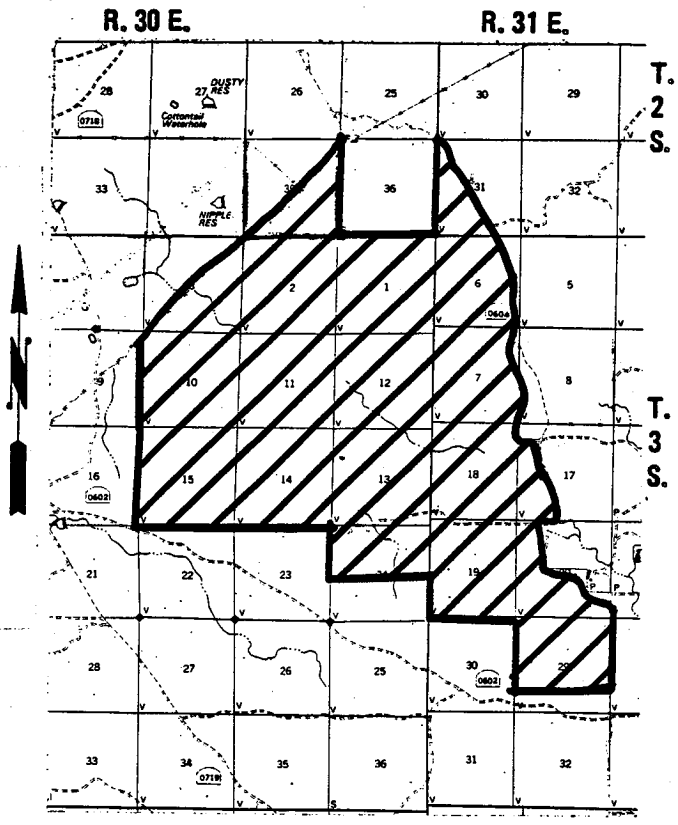 R. 30 E. R. 31 E.
28 27 DUSTY RES 26 25 30 29
T. 2 S.
Cottontail Waterhole
0718
33 36 31 32
NIPPLE RES
2 1 6 5
0604
9 10 11 12 7 8
T. 3 S.
16 15 14 13 18 17
0602
21 22 23 19
P P
28 27 26 25 30 29
0602
33 34 35 36 31 32
0719
S
N